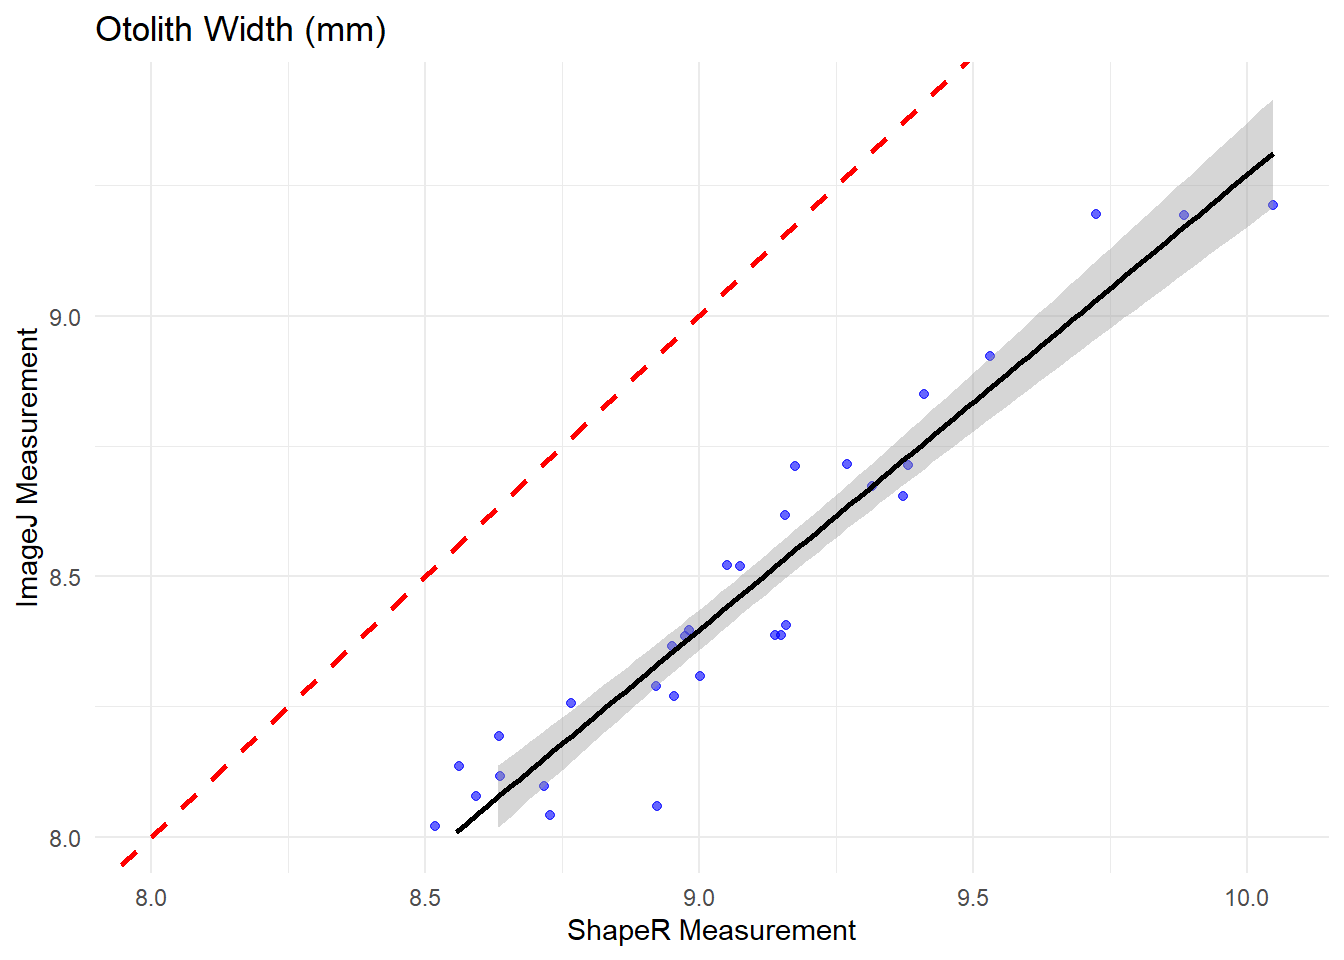 Otolith Width (mm)
ImageJ Measurement
9.0
8.5
8.0
8.0 8.5 9.0 9.5 10.0
ShapeR Measurement